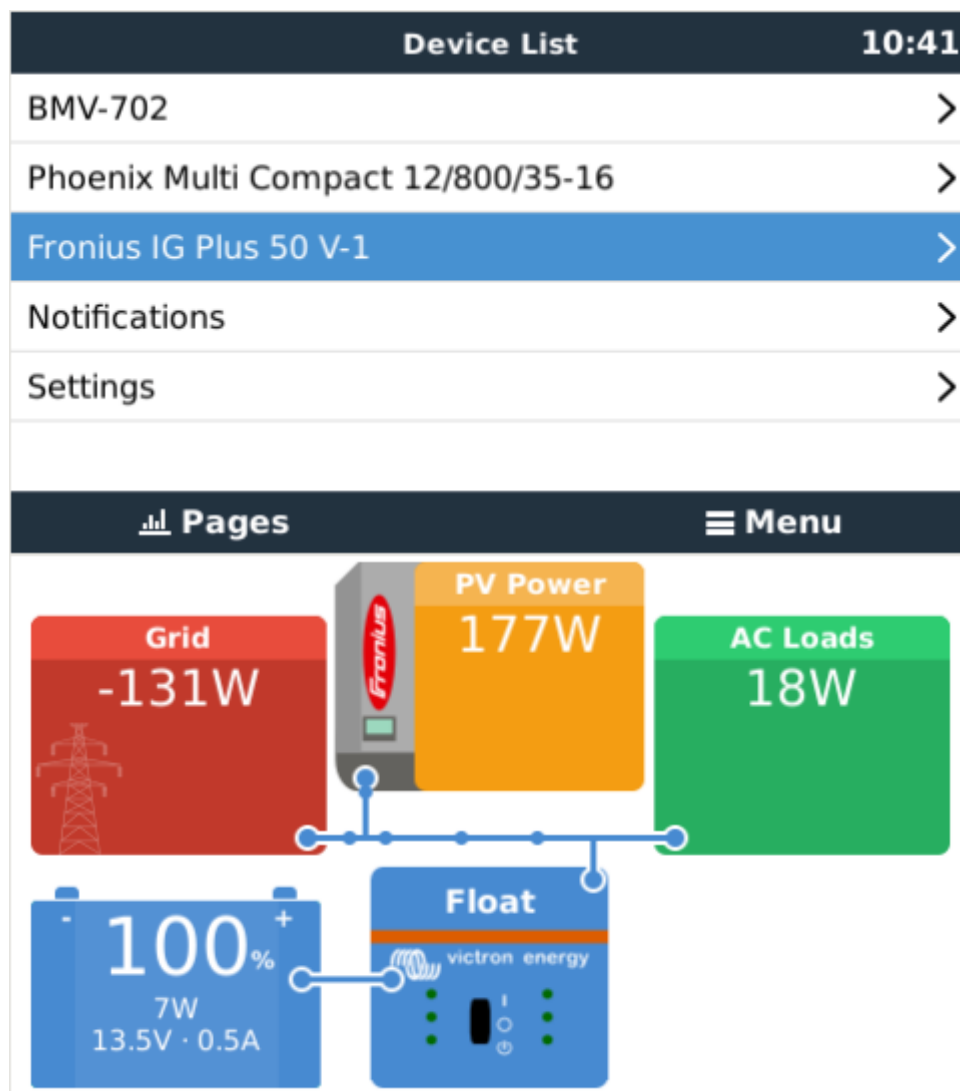 Device List 10:41
BMV-702
Phoenix Multi Compact 12/800/35-16
Fronius IG Plus 50 V-1
Notifications
Settings
Pages Menu
PV Power
177W
Fronius
Grid
-131W
AC Loads
18W
- +
100%
7W
13.5V · 0.5A
Float
victron energy